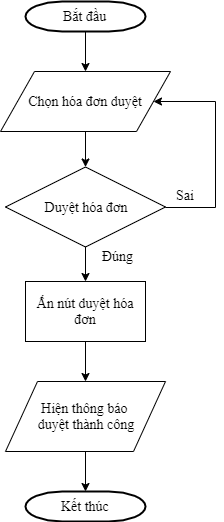 Bắt đầu
Chọn hóa đơn duyệt
Duyệt hóa đơn
Sai
Đúng
Ấn nút duyệt hóa
đơn
Hiện thông báo
duyệt thành công
Kết thúc